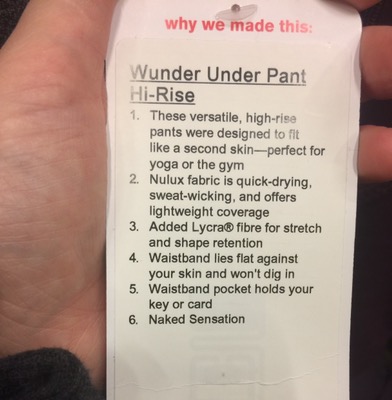 why we made this:
Wunder Under Pant
Hi-Rise
1. These versatile, high-rise
pants were designed to fit
like a second skin—perfect for
yoga or the gym
2. Nulux fabric is quick-drying,
sweat-wicking, and offers
lightweight coverage
3. Added Lycra® fibre for stretch
and shape retention
4. Waistband lies flat against
your skin and won't dig in
5. Waistband pocket holds your
key or card
6. Naked Sensation